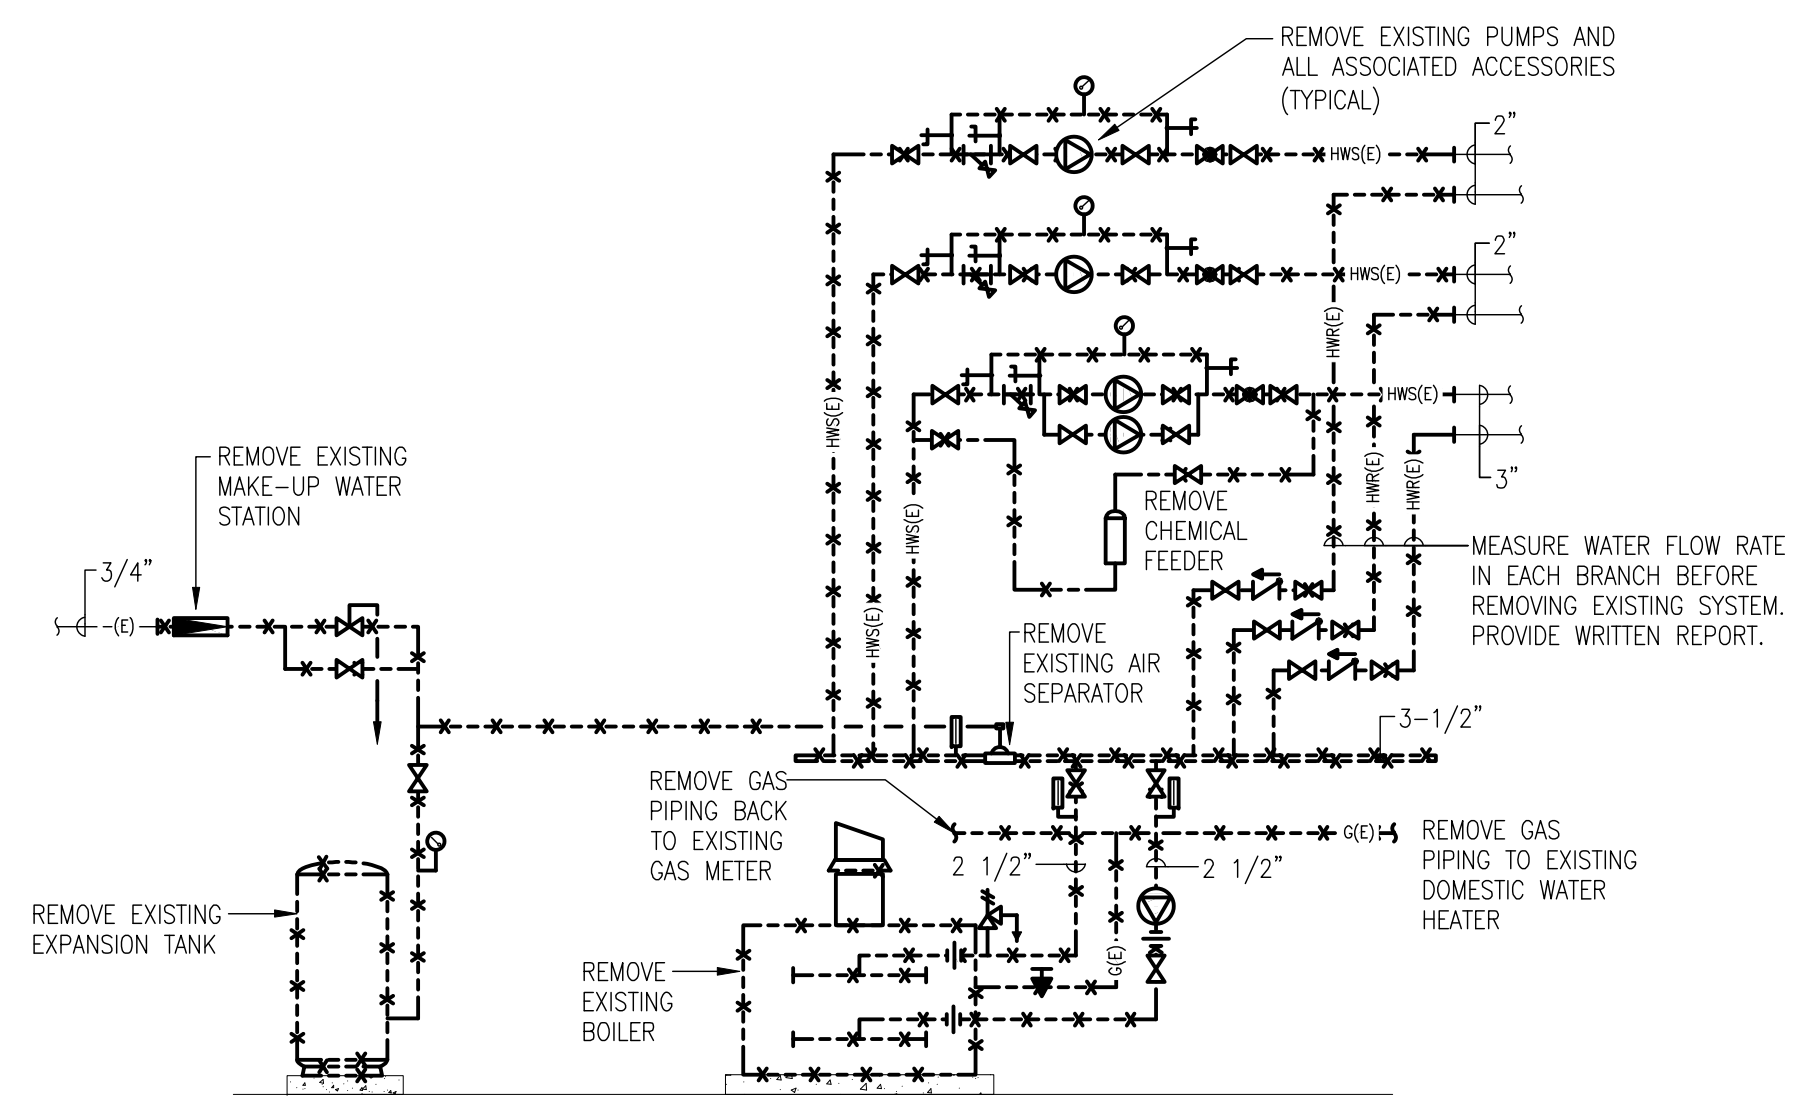 REMOVE EXISTING PUMPS AND
ALL ASSOCIATED ACCESSORIES
(TYPICAL)
2"
HWS(E)
2"
HWS(E)
HWR(E)
HWS(E)
HWS(E)
HWR(E)
HWR(E)
3"
REMOVE EXISTING
MAKE-UP WATER
STATION
REMOVE
CHEMICAL
FEEDER
HWS(E)
MEASURE WATER FLOW RATE
IN EACH BRANCH BEFORE
REMOVING EXISTING SYSTEM.
PROVIDE WRITTEN REPORT.
3/4"
(E)
HWS(E)
REMOVE
EXISTING AIR
SEPARATOR
3-1/2"
REMOVE GAS
PIPING BACK
TO EXISTING
GAS METER
G(E)
REMOVE GAS
PIPING TO EXISTING
DOMESTIC WATER
HEATER
2 1/2"
2 1/2"
REMOVE EXISTING
EXPANSION TANK
G(E)
REMOVE
EXISTING
BOILER